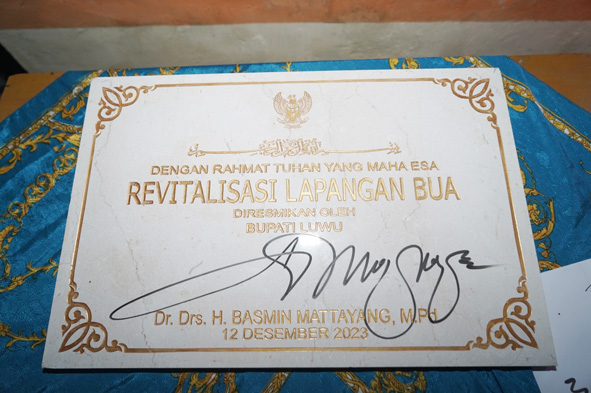 DENGAN RAHMAT TUHAN YANG MAHA ESA
REVITALISASI LAPANGAN BUA
DIRESMIKAN OLEH
BUPATI LUWU
Dr. Drs. H. BASMIN MATTAYANG, M.Pd
12 DESEMBER 2023